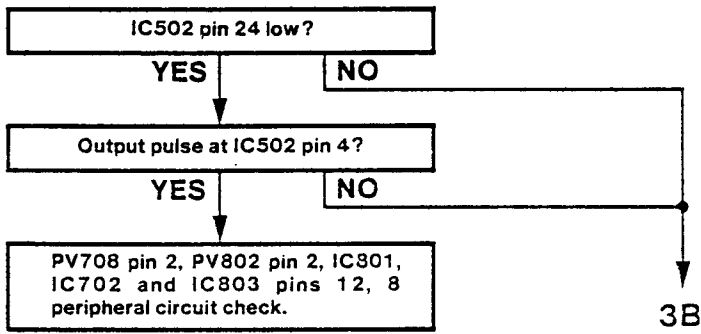 IC502 pin 24 low?
YES NO
Output pulse at IC502 pin 4?
YES NO
PV708 pin 2, PV802 pin 2, IC801,
IC702 and IC803 pins 12, 8
peripheral circuit check.
3B